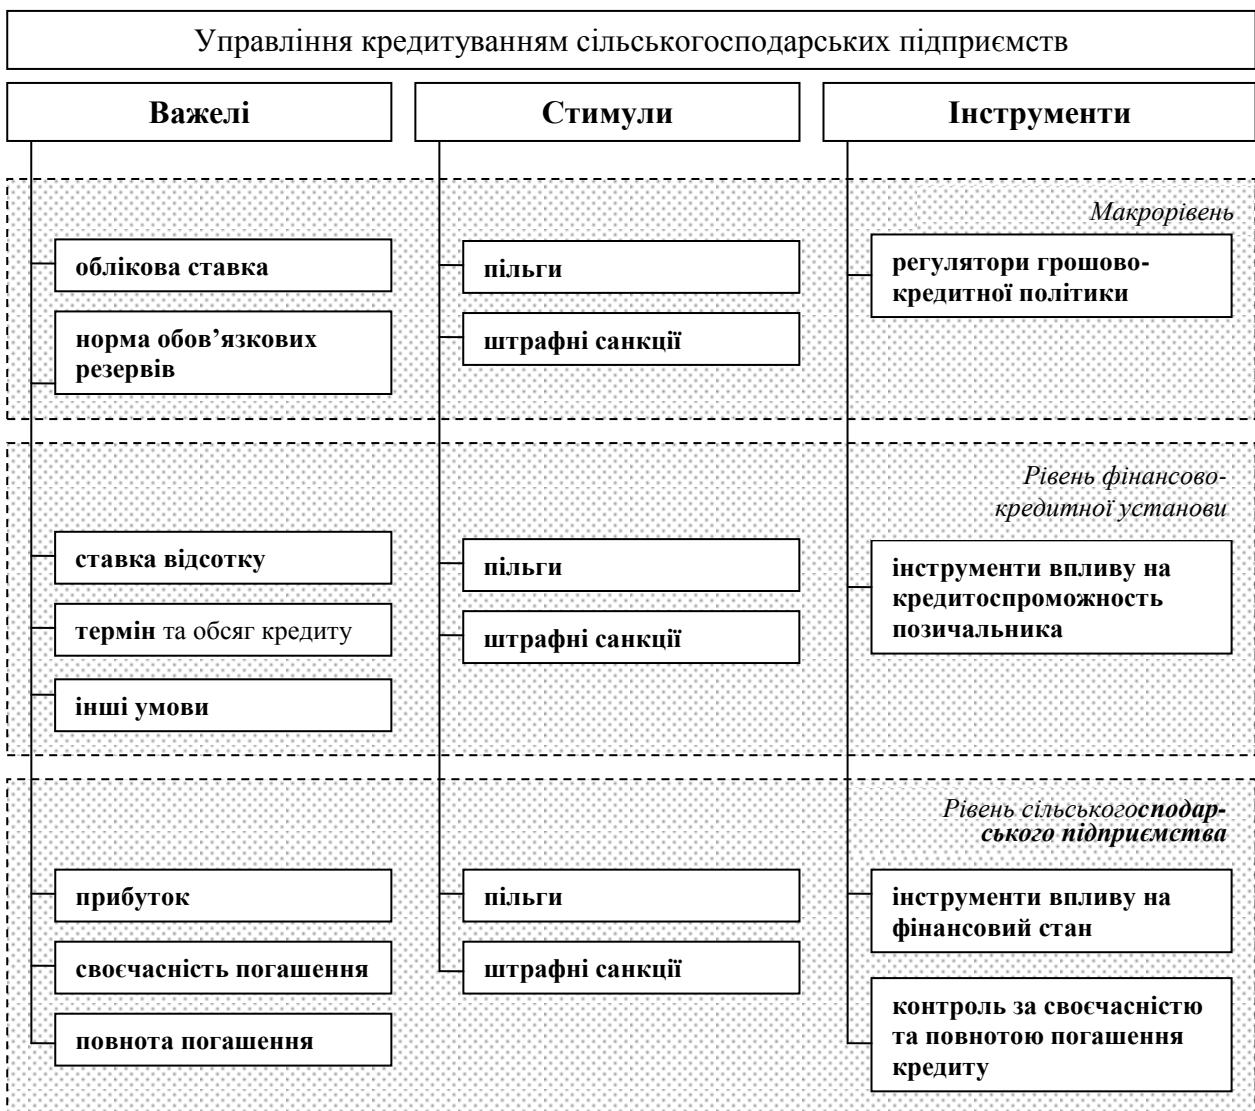 Управління кредитуванням сільськогосподарських підприємств
Важелі
Стимули
Інструменти
Макрорівень
облікова ставка
норма обов’язкових
резервів
пільги
штрафні санкції
регулятори грошово-
кредитної політики
Рівень фінансово-
кредитної установи
ставка відсотку
термін та обсяг кредиту
інші умови
пільги
штрафні санкції
інструменти впливу на
кредитоспроможность
позичальника
Рівень сільськогосподар-
ського підприємства
прибуток
своєчасність погашення
повнота погашення
пільги
штрафні санкції
інструменти впливу на
фінансовий стан
контроль за своєчасністю
та повнотою погашення
кредиту